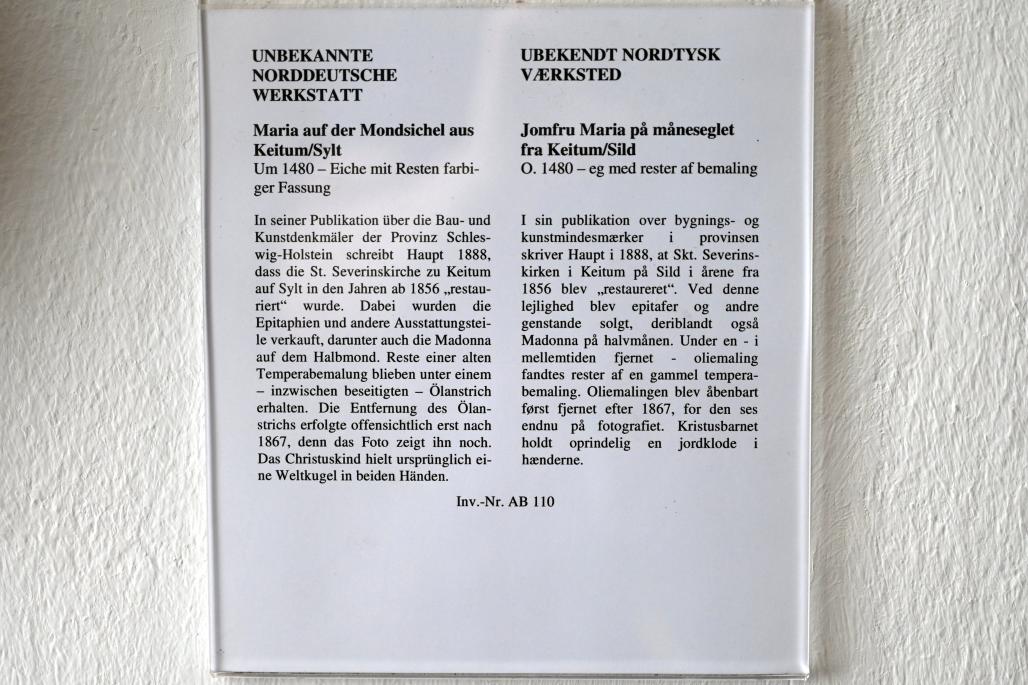 UNBEKANNTE
NORDDEUTSCHE
WERKSTATT
Maria auf der Mondsichel aus
Keitum/Sylt
Um 1480 – Eiche mit Resten farbi-
ger Fassung
In seiner Publikation über die Bau- und
Kunstdenkmäler der Provinz Schles-
wig-Holstein schreibt Haupt 1888,
dass die St. Severinskirche zu Keitum
auf Sylt in den Jahren ab 1856 „restau-
riert“ wurde. Dabei wurden die
Epitaphien und andere Ausstattungstei-
le verkauft, darunter auch die Madonna
auf dem Halbmond. Reste einer alten
Temperabemalung blieben unter einem
– inzwischen beseitigten – Ölanstrich
erhalten. Die Entfernung des Ölan-
strichs erfolgte offensichtlich erst nach
1867, denn das Foto zeigt ihn noch.
Das Christuskind hielt ursprünglich ei-
ne Weltkugel in beiden Händen.
UBEKENDT NORDTYSK
VÆRKSTED
Jomfru Maria på måneseglet
fra Keitum/Sild
O. 1480 – eg med rester af bemaling
I sin publikation over bygnings- og
kunstmindesmærker i provinsen
skriver Haupt i 1888, at Skt. Severins-
kirken i Keitum på Sild i årene fra
1856 blev „restaureret“. Ved denne
lejlighed blev epitafer og andre
genstande solgt, deriblandt også
Madonna på halvmånen. Under en - i
mellemtiden fjernet - oliemaling
fandtes rester af en gammel tempera-
bemaling. Oliemalingen blev åbenbart
først fjernet efter 1867, for den ses
endnu på fotografiet. Kristusbarnet
holdt oprindelig en jordklode i
hænderne.
Inv.-Nr. AB 110